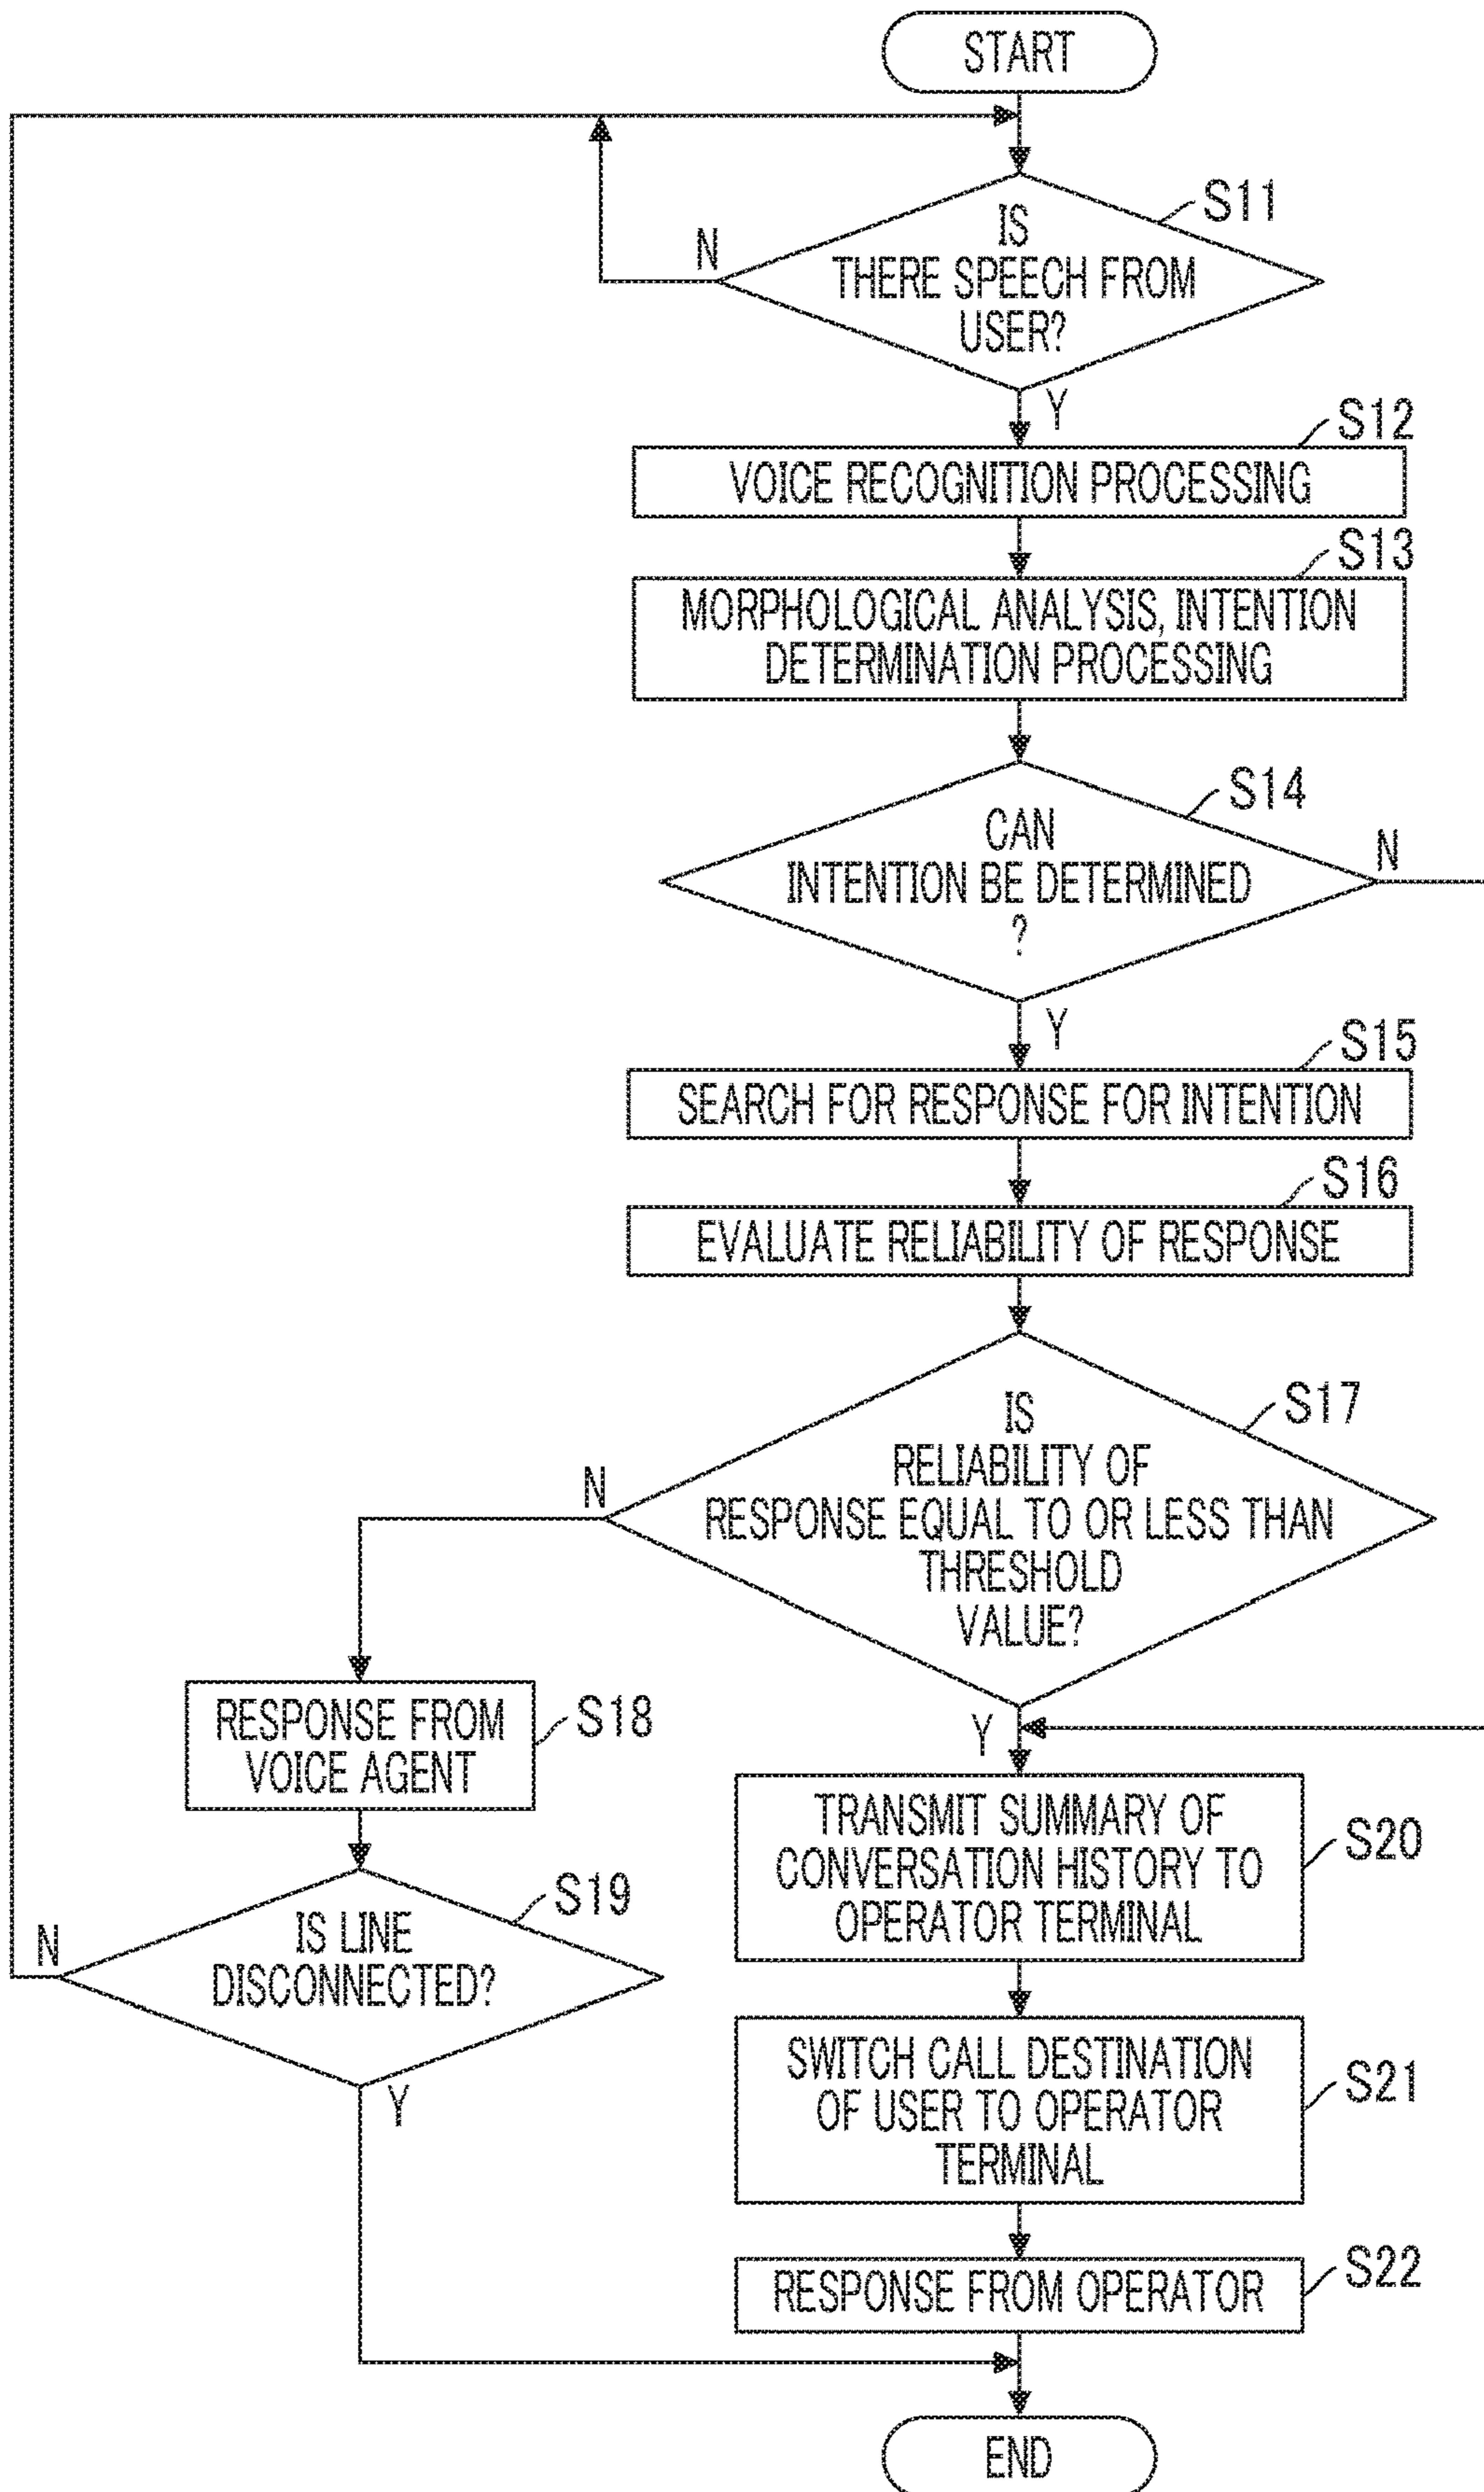 START
S11
IS
THERE SPEECH FROM
USER?
N
Y
S12
VOICE RECOGNITION PROCESSING
S13
MORPHOLOGICAL ANALYSIS, INTENTION
DETERMINATION PROCESSING
S14
CAN
INTENTION BE DETERMINED
?
N
Y
S15
SEARCH FOR RESPONSE FOR INTENTION
S16
EVALUATE RELIABILITY OF RESPONSE
S17
IS
RELIABILITY OF
RESPONSE EQUAL TO OR LESS THAN
THRESHOLD
VALUE?
N
Y
RESPONSE FROM
VOICE AGENT
S18
IS LINE
DISCONNECTED?
S19
N
Y
TRANSMIT SUMMARY OF
CONVERSATION HISTORY TO
OPERATOR TERMINAL
S20
SWITCH CALL DESTINATION
OF USER TO OPERATOR
TERMINAL
S21
RESPONSE FROM OPERATOR
S22
END